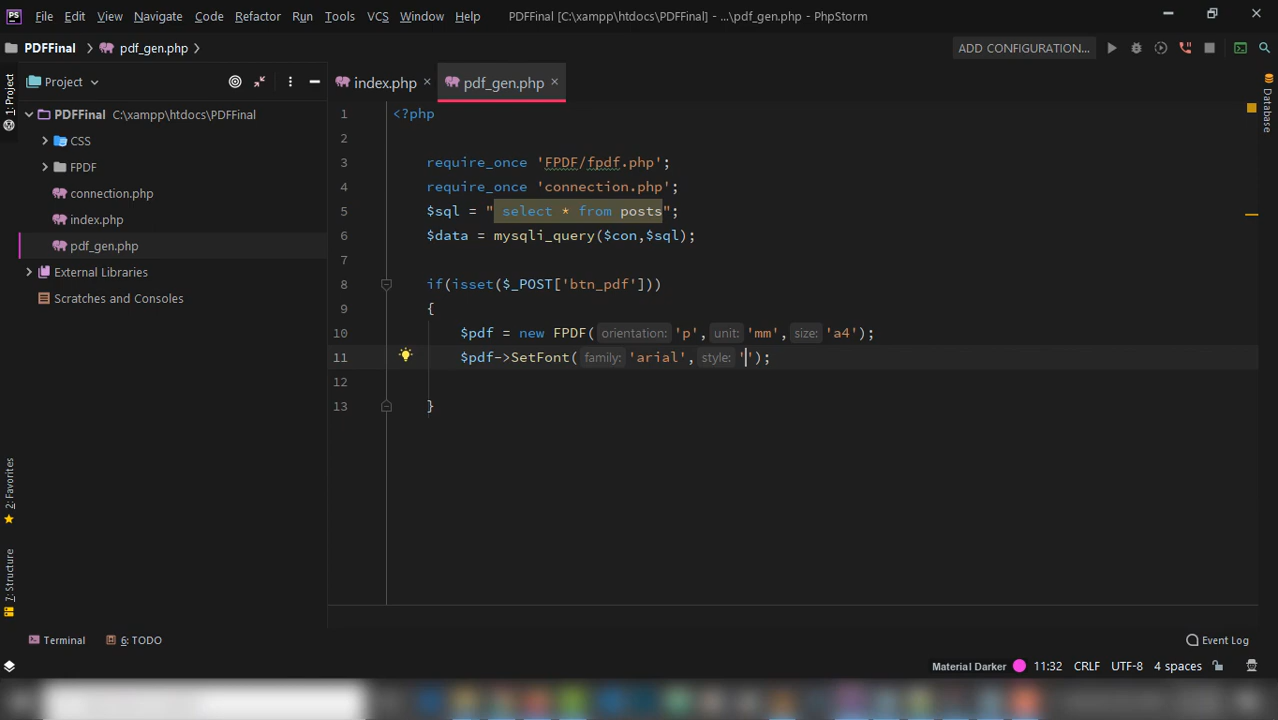 PS File Edit View Navigate Code Refactor Run Tools VCS Window Help PDFFinal [C:\xampp\htdocs\PDFFinal] - ...\pdf_gen.php - PhpStorm
PDFFinal pdf_gen.php ADD CONFIGURATION...
Project index.php pdf_gen.php
1: Project
Database
PDFFinal C:\xampp\htdocs\PDFFinal
CSS
FPDF
connection.php
index.php
pdf_gen.php
External Libraries
Scratches and Consoles
1 <?php
2
3 require_once 'FPDF/fpdf.php';
4 require_once 'connection.php';
5 $sql = " select * from posts";
6 $data = mysqli_query($con,$sql);
7
8 if(isset($_POST['btn_pdf']))
9 {
10 $pdf = new FPDF( orientation: 'p', unit: 'mm', size: 'a4');
11 $pdf->SetFont( family: 'arial', style: '');
12
13 }
2: Favorites
7: Structure
Terminal 6: TODO Event Log
Material Darker 11:32 CRLF UTF-8 4 spaces